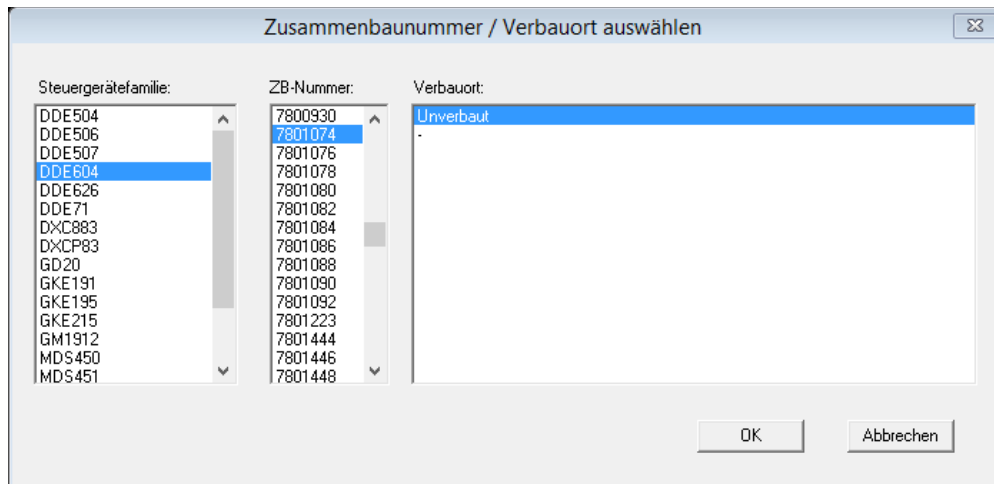 Zusammenbaunummer / Verbauort auswählen
Steuergerätefamilie:
DDE504
DDE506
DDE507
DDE604
DDE626
DDE71
DXC883
DXCP83
GD20
GKE191
GKE195
GKE215
GM1912
MDS450
MDS451
ZB-Nummer:
7800930
7801074
7801076
7801078
7801080
7801082
7801084
7801086
7801088
7801090
7801092
7801223
7801444
7801446
7801448
Verbauort:
Unverbaut
-
OK
Abbrechen